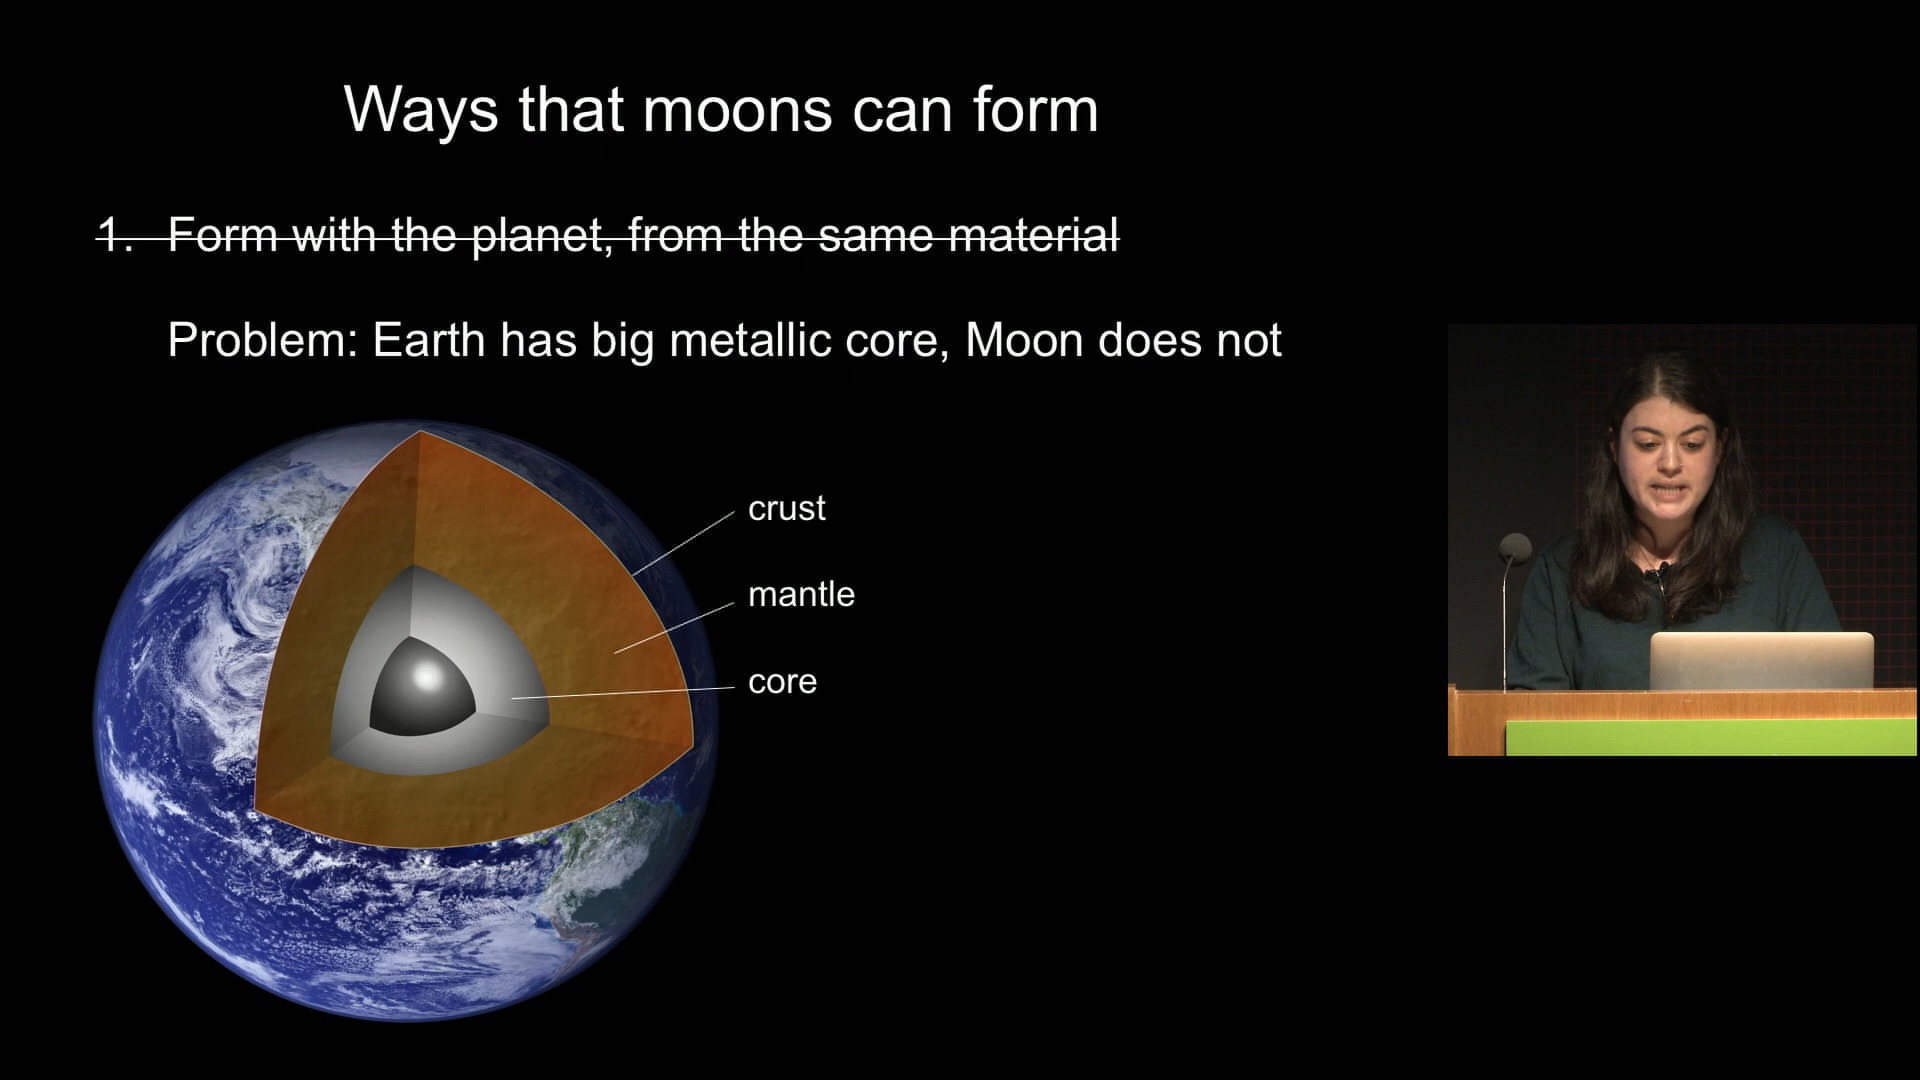 Ways that moons can form
1. Form with the planet, from the same material
Problem: Earth has big metallic core, Moon does not
crust
mantle
core